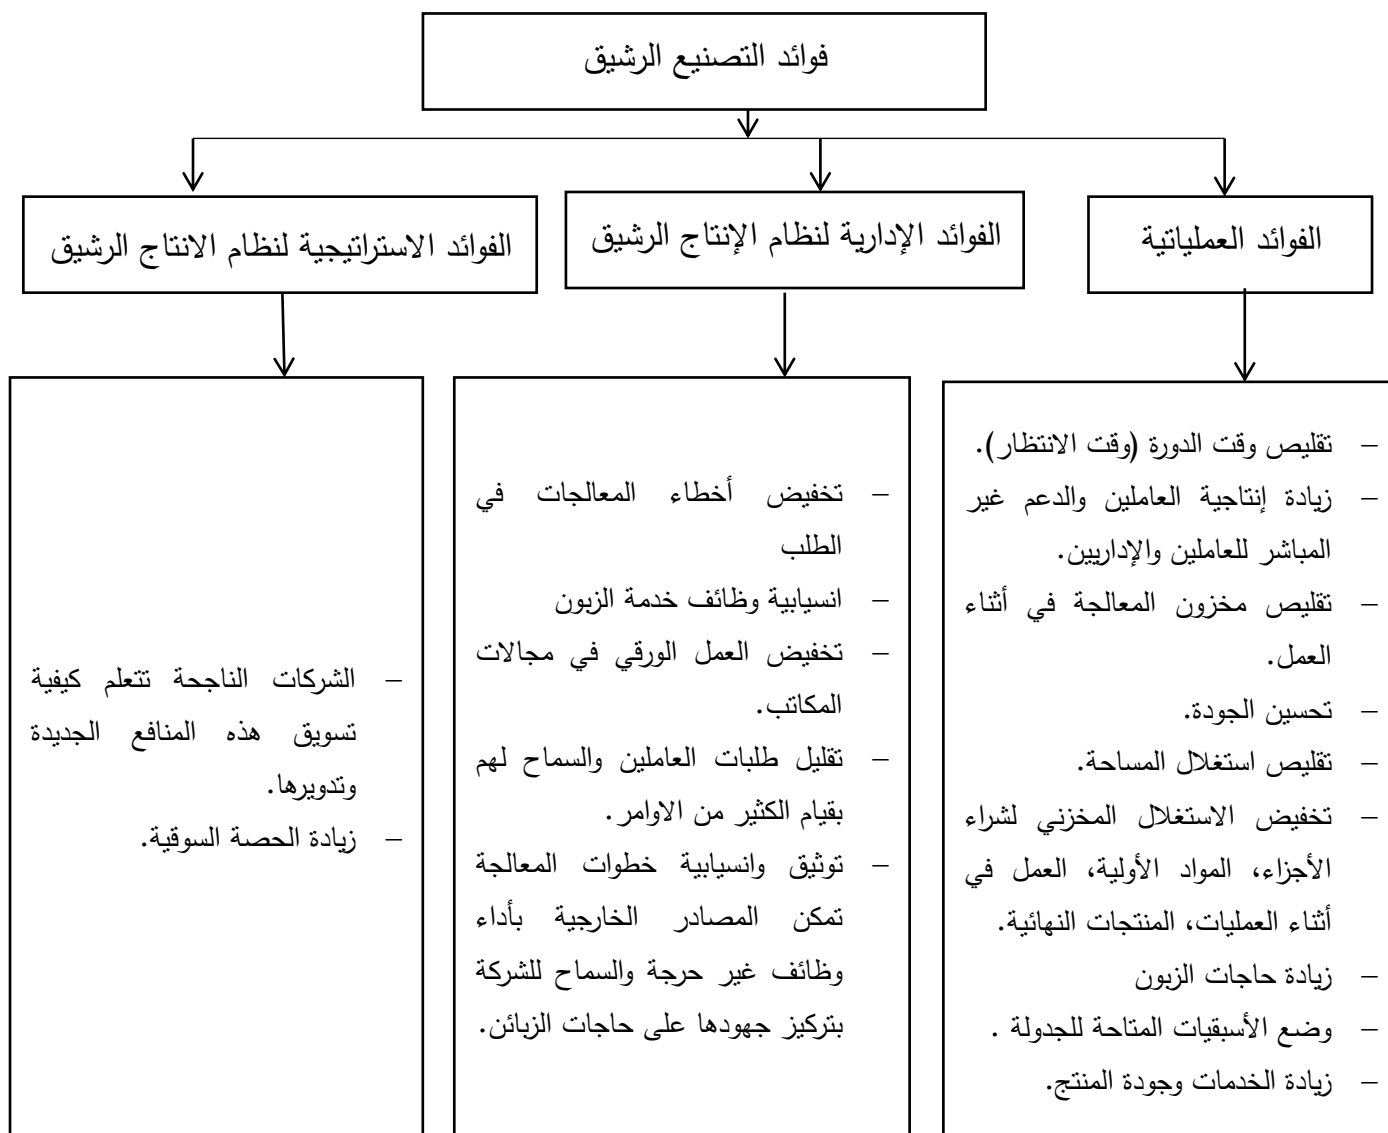 فوائد التصنيع الرشيق
الفوائد العملياتية
الفوائد الإدارية لنظام الإنتاج الرشيق
الفوائد الاستراتيجية لنظام الانتاج الرشيق
– تقليص وقت الدورة (وقت الانتظار).
– زيادة إنتاجية العاملين والدعم غير
المباشر للعاملين والإداريين.
– تقليص مخزون المعالجة في أثناء
العمل.
– تحسين الجودة.
– تقليص استغلال المساحة.
– تخفيض الاستغلال المخزني لشراء
الأجزاء، المواد الأولية، العمل في
أثناء العمليات، المنتجات النهائية.
– زيادة حاجات الزبون
– وضع الأسبقيات المتاحة للجدولة .
– زيادة الخدمات وجودة المنتج.
– تخفيض أخطاء المعالجات في
الطلب
– انسيابية وظائف خدمة الزبون
– تخفيض العمل الورقي في مجالات
المكاتب.
– تقليل طلبات العاملين والسماح لهم
بقيام الكثير من الاوامر.
– توثيق وانسيابية خطوات المعالجة
تمكن المصادر الخارجية بأداء
وظائف غير حرجة والسماح للشركة
بتركيز جهودها على حاجات الزبائن.
– الشركات الناجحة تتعلم كيفية
تسويق هذه المنافع الجديدة
وتدويرها.
– زيادة الحصة السوقية.